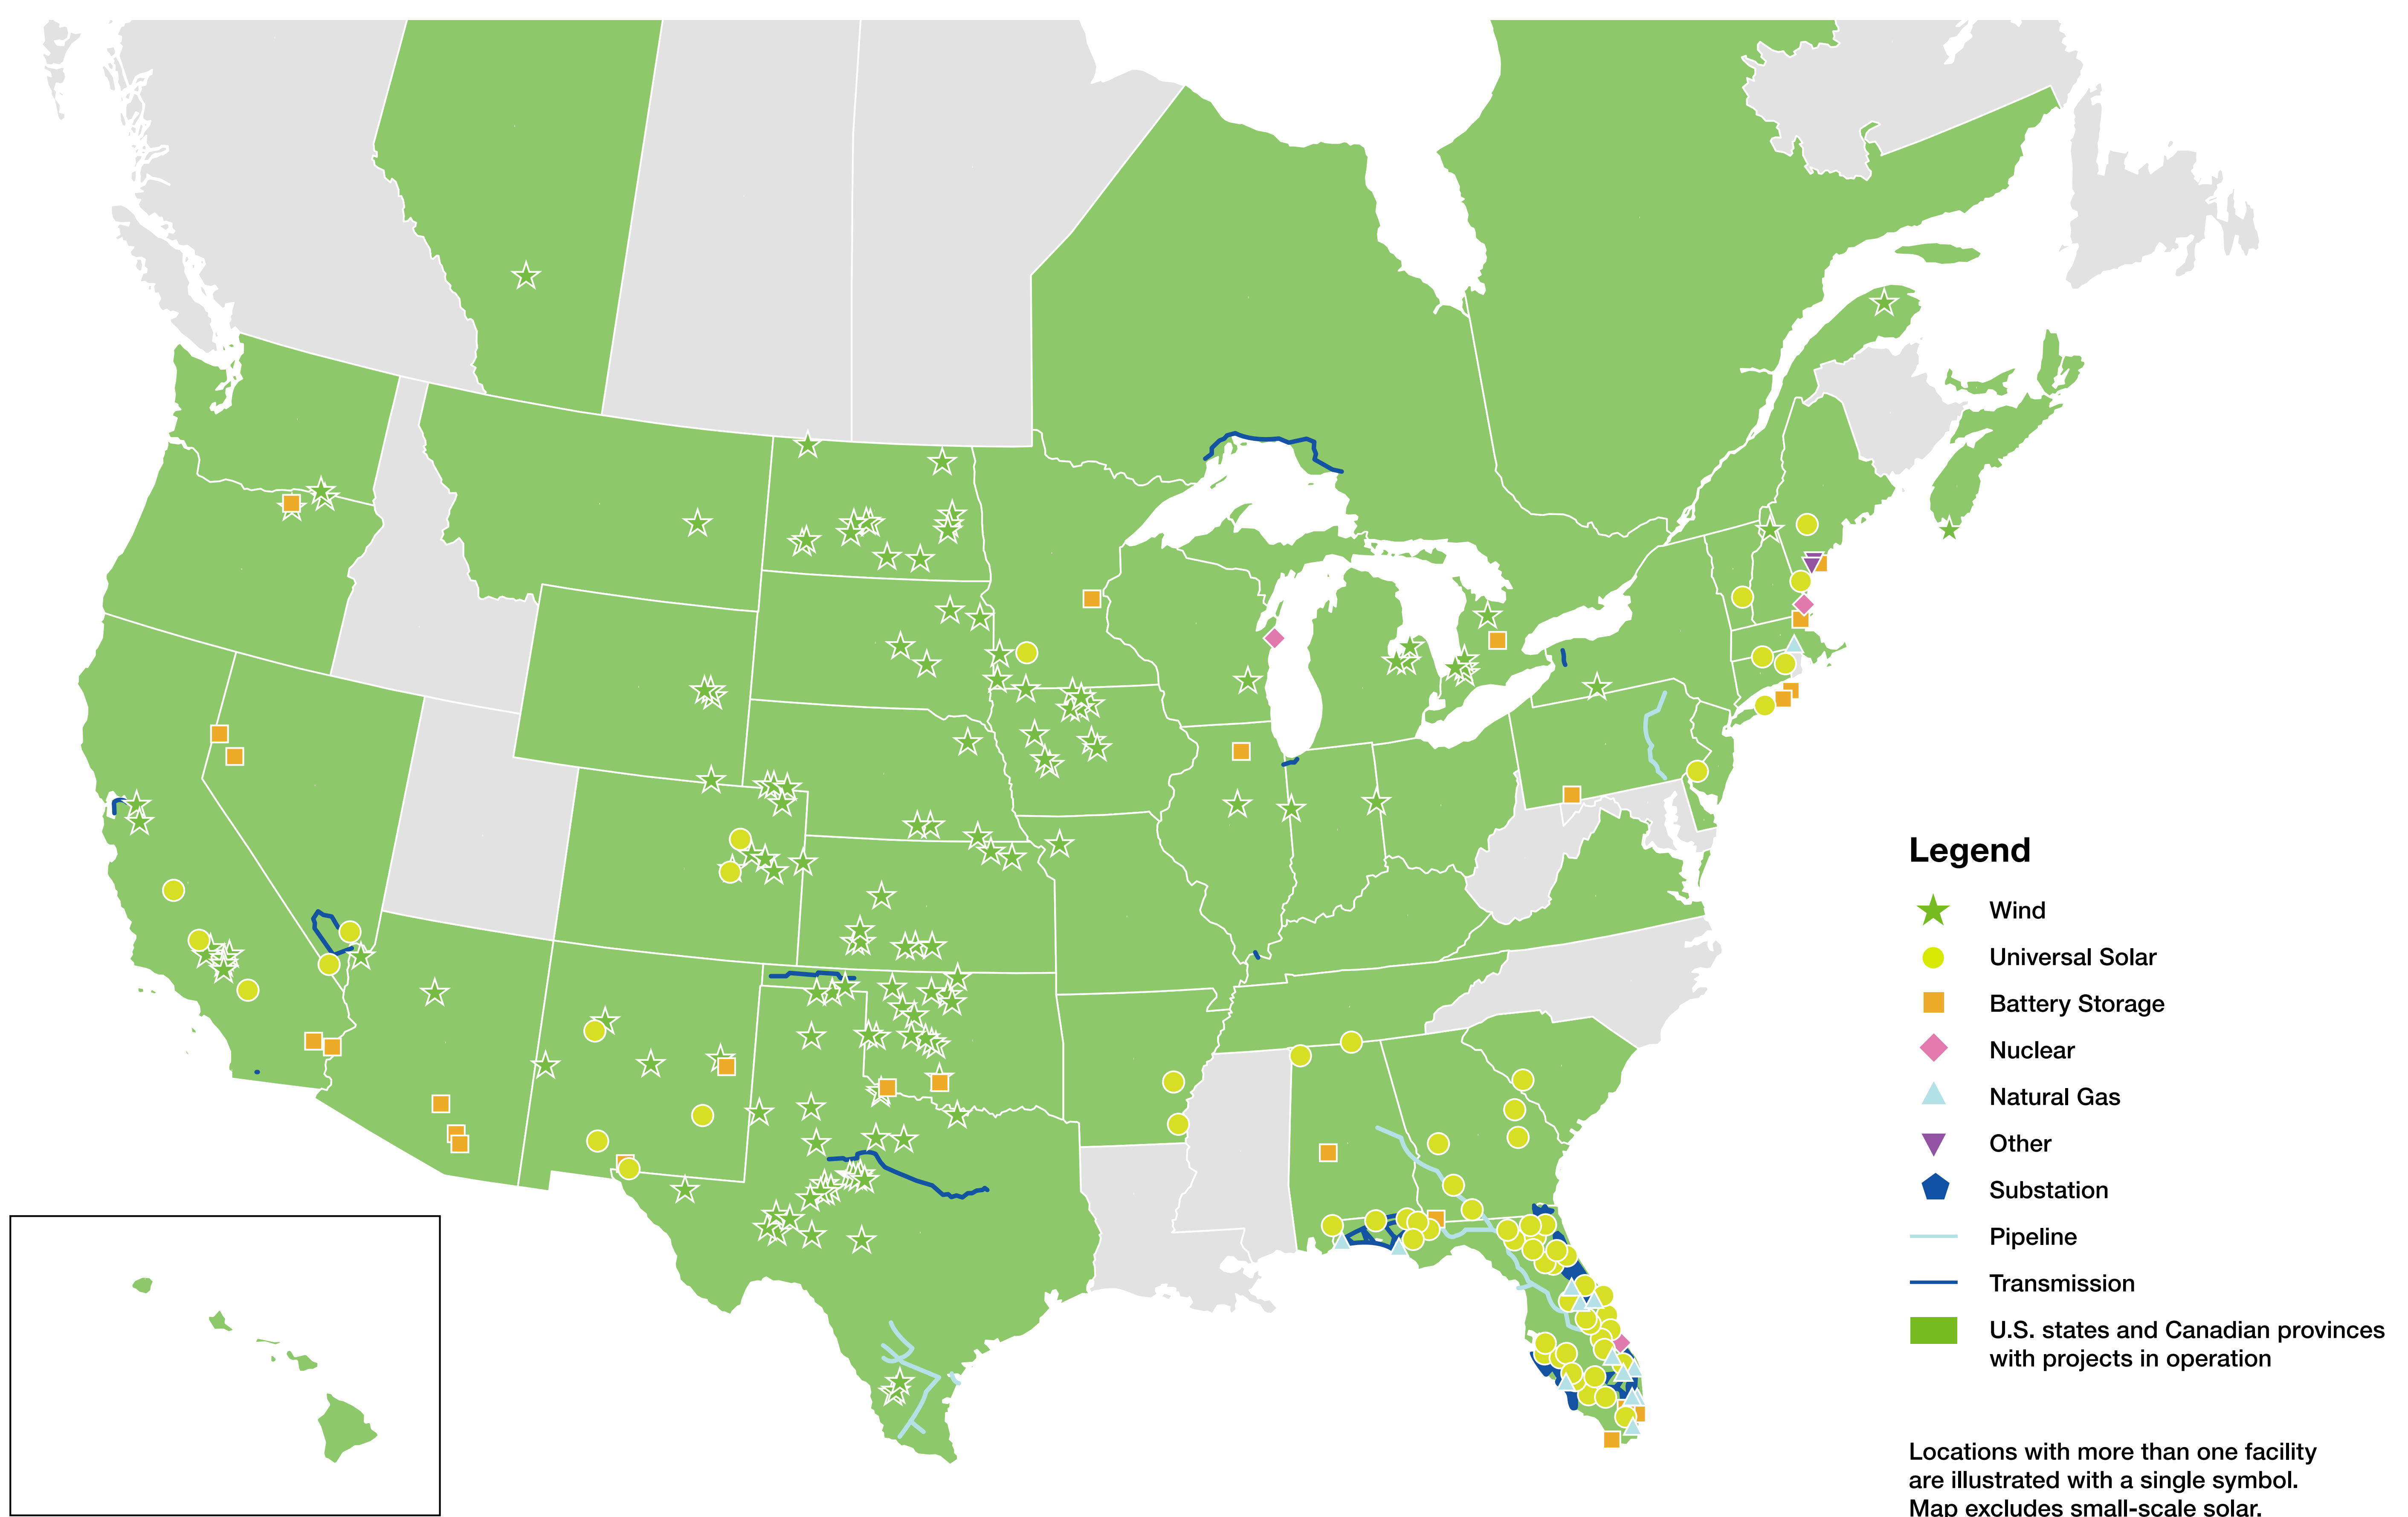 Legend
Wind
Universal Solar
Battery Storage
Nuclear
Natural Gas
Other
Substation
Pipeline
Transmission
U.S. states and Canadian provinces
with projects in operation
Locations with more than one facility
are illustrated with a single symbol.
Map excludes small-scale solar.